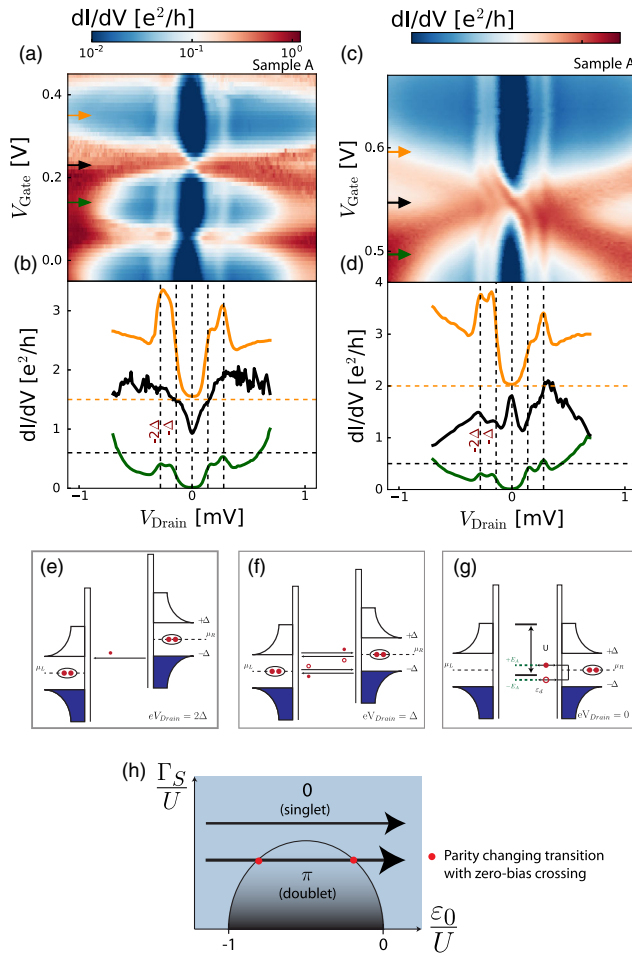 dI/dV [e²/h]
dI/dV [e²/h]
(a)
10⁻²
10⁻¹
10⁰
Sample A
(c)
Sample A
V_Gate [V]
0.4
0.2
0.0
V_Gate [V]
0.6
0.5
(b)
dI/dV [e²/h]
3
2
1
0
-2Δ
-Δ
-1
0
1
V_Drain [mV]
(d)
dI/dV [e²/h]
4
3
2
1
0
-2Δ
-Δ
-1
0
1
V_Drain [mV]
(e)
+Δ
μ_R
-Δ
μ_L
eV_Drain = 2Δ
(f)
+Δ
μ_R
-Δ
μ_L
eV_Drain = Δ
(g)
U
+Δ
μ_L
+E_A
μ_R
-E_A
ε_d
-Δ
eV_Drain = 0
(h)
Γ_S/U
0
(singlet)
π
(doublet)
Parity changing transition
with zero-bias crossing
-1
0
ε₀/U